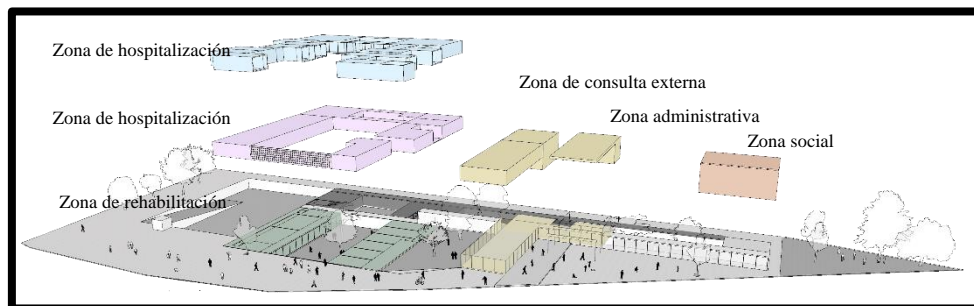 Zona de hospitalización
Zona de consulta externa
Zona de hospitalización
Zona administrativa
Zona social
Zona de rehabilitación